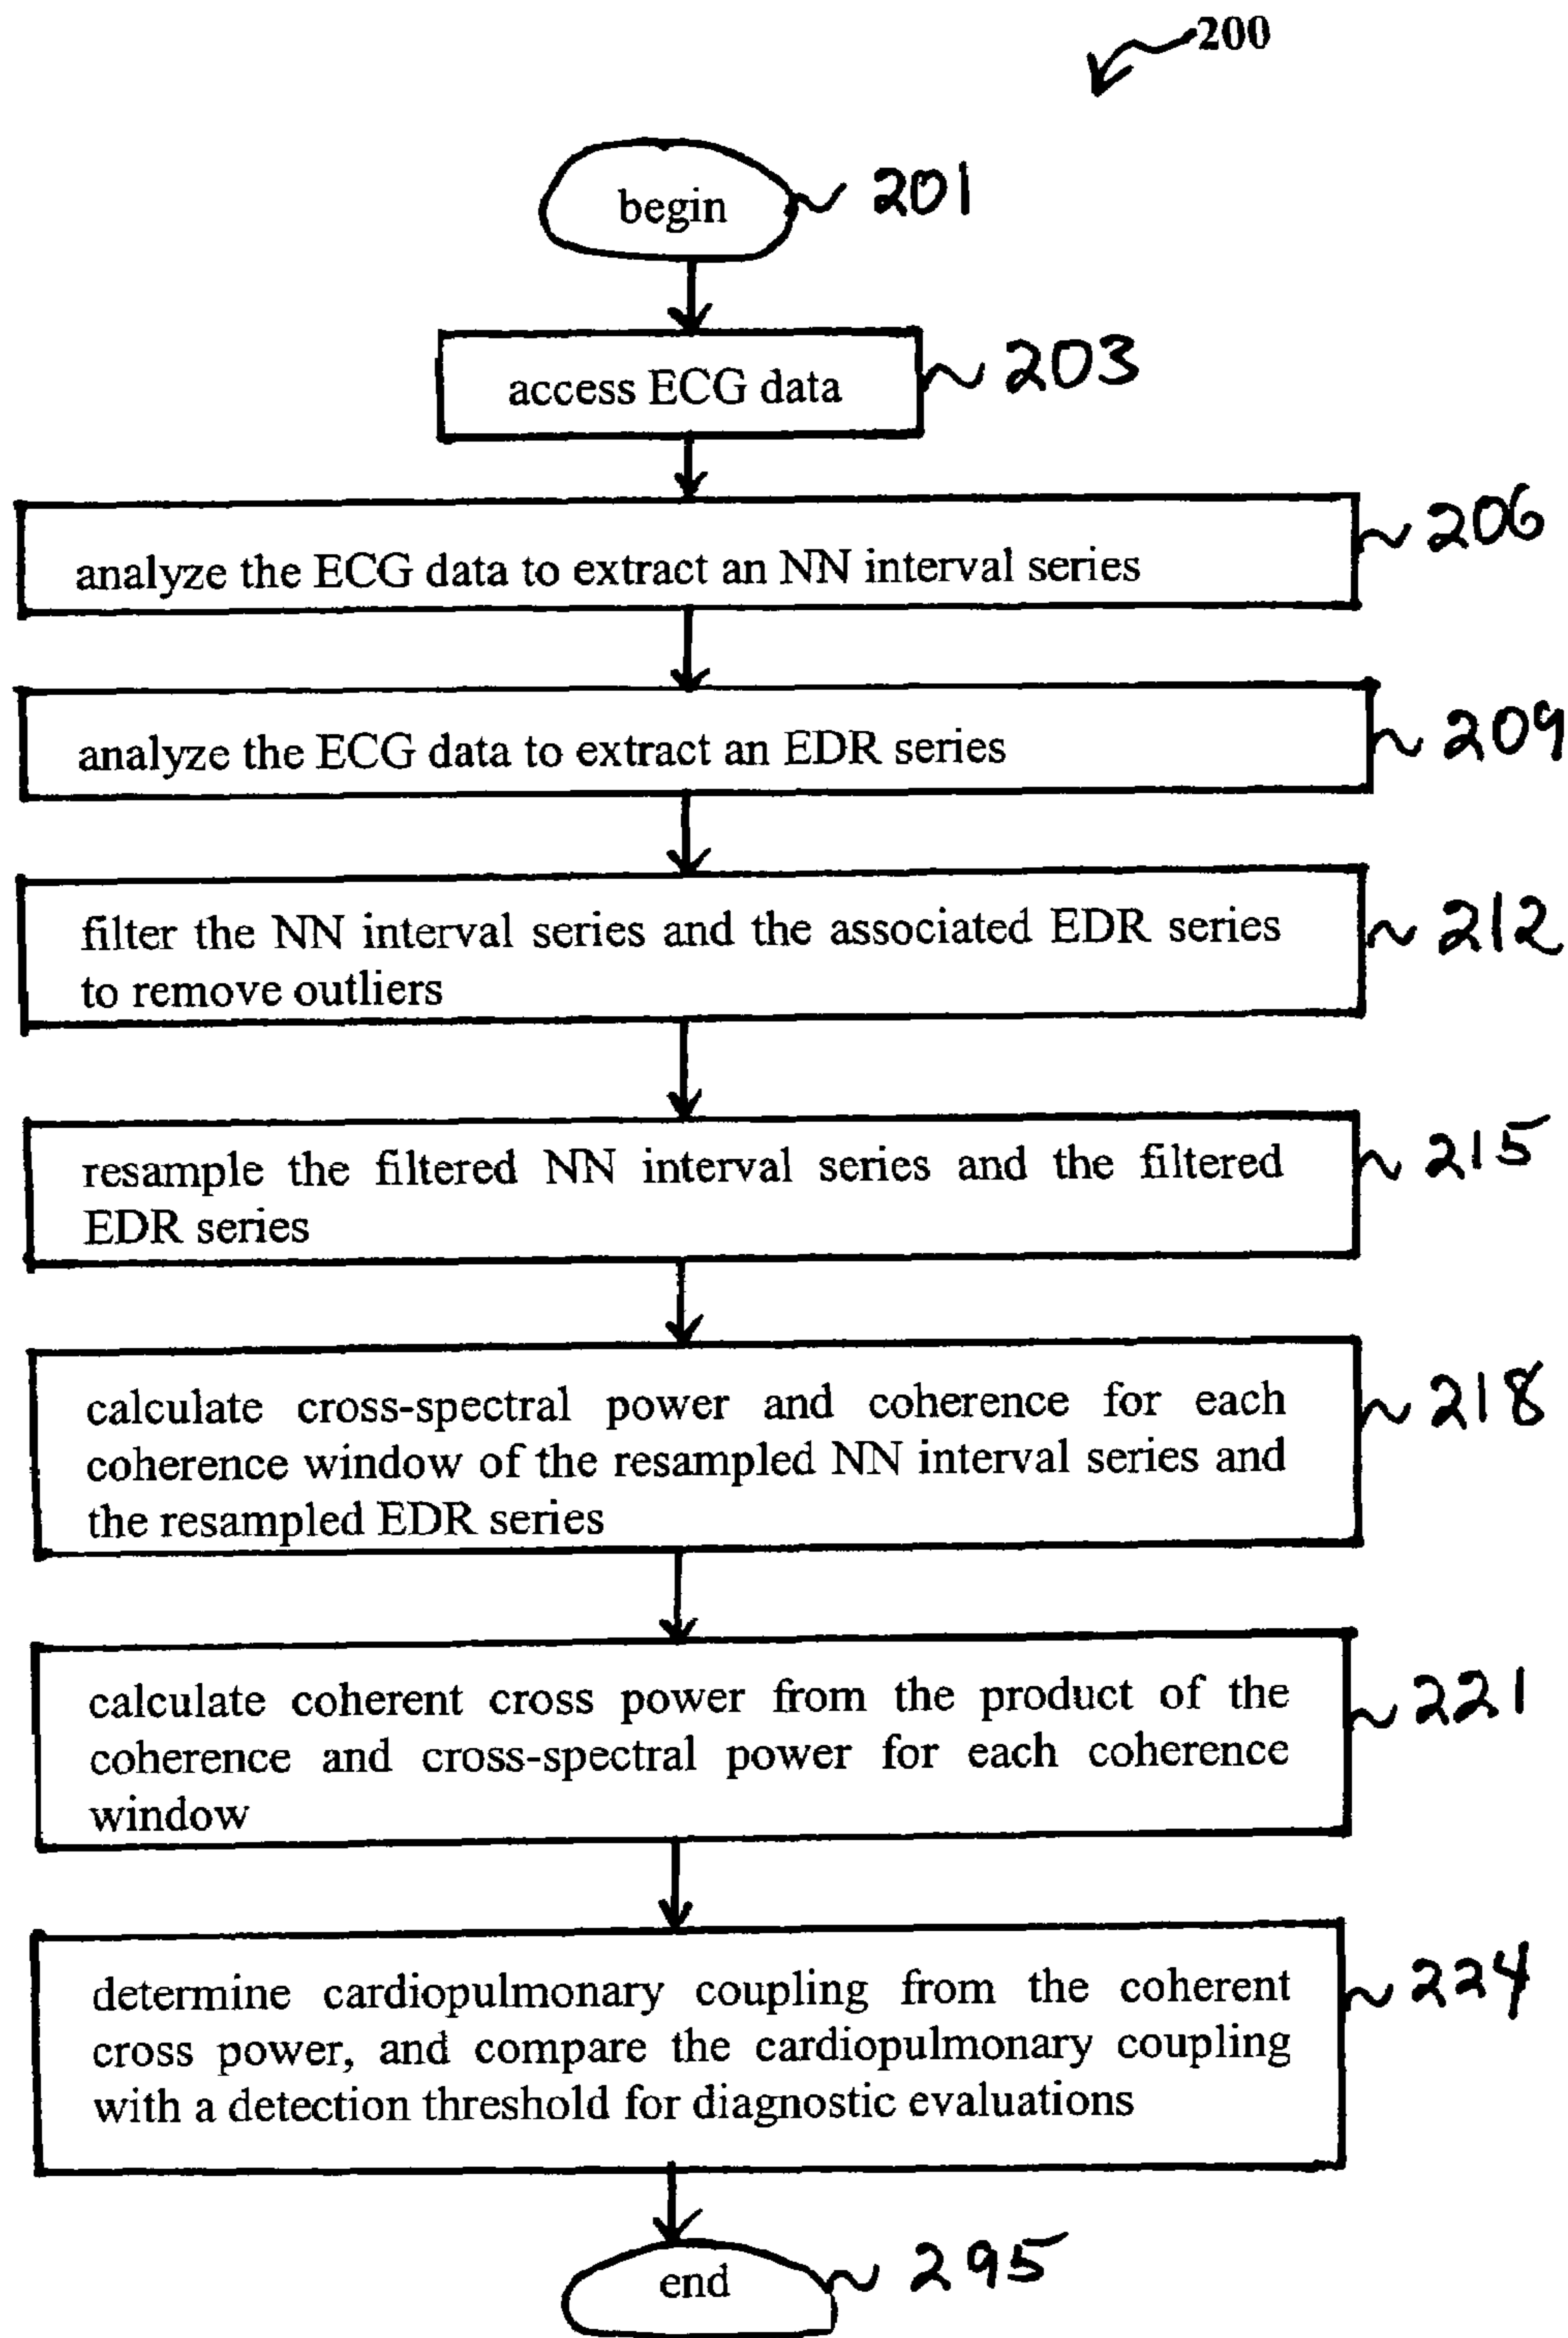 200
begin
201
access ECG data
203
analyze the ECG data to extract an NN interval series
206
analyze the ECG data to extract an EDR series
209
filter the NN interval series and the associated EDR series
to remove outliers
212
resample the filtered NN interval series and the filtered
EDR series
215
calculate cross-spectral power and coherence for each
coherence window of the resampled NN interval series and
the resampled EDR series
218
calculate coherent cross power from the product of the
coherence and cross-spectral power for each coherence
window
221
determine cardiopulmonary coupling from the coherent
cross power, and compare the cardiopulmonary coupling
with a detection threshold for diagnostic evaluations
224
end
295